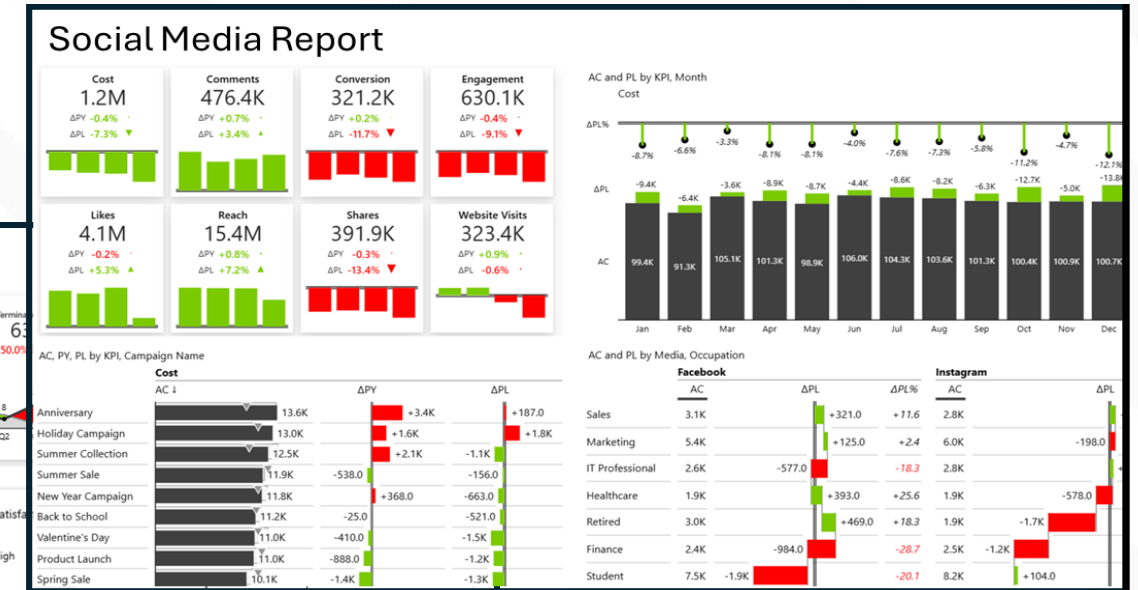 Social Media Report
Cost
1.2M
ΔPY -0.4%
ΔPL -7.3%
Comments
476.4K
ΔPY +0.7%
ΔPL +3.4%
Conversion
321.2K
ΔPY +0.2%
ΔPL -11.7%
Engagement
630.1K
ΔPY -0.4%
ΔPL -9.1%
Likes
4.1M
ΔPY -0.2%
ΔPL +5.3%
Reach
15.4M
ΔPY +0.8%
ΔPL +7.2%
Shares
391.9K
ΔPY -0.3%
ΔPL -13.4%
Website Visits
323.4K
ΔPY +0.9%
ΔPL -0.6%
AC and PL by KPI, Month
Cost
ΔPL%
-8.7% -6.6% -3.3% -8.1% -8.1% -4.0% -7.6% -7.3% -5.8% -11.2% -4.7% -12.1%
ΔPL
-9.4K -6.4K -3.6K -8.9K -8.7K -4.4K -8.6K -8.2K -6.3K -12.7K -5.0K -13.8K
AC
99.4K 91.3K 105.1K 101.3K 98.9K 106.0K 104.3K 103.6K 101.3K 100.4K 100.9K 100.7K
Jan Feb Mar Apr May Jun Jul Aug Sep Oct Nov Dec
AC, PY, PL by KPI, Campaign Name
Cost
AC ↓ ΔPY ΔPL
Anniversary 13.6K +3.4K +187.0
Holiday Campaign 13.0K +1.6K +1.8K
Summer Collection 12.5K +2.1K -1.1K
Summer Sale 11.9K -538.0 -156.0
New Year Campaign 11.8K +368.0 -663.0
Back to School 11.2K -25.0 -521.0
Valentine's Day 11.0K -410.0 -1.5K
Product Launch 11.0K -888.0 -1.2K
Spring Sale 10.1K -1.4K -1.3K
AC and PL by Media, Occupation
Facebook Instagram
AC ΔPL ΔPL% AC ΔPL
Sales 3.1K +321.0 +11.6 2.8K
Marketing 5.4K +125.0 +2.4 6.0K -198.0
IT Professional 2.6K -577.0 -18.3 2.8K
Healthcare 1.9K +393.0 +25.6 1.9K -578.0
Retired 3.0K +469.0 +18.3 1.9K -1.7K
Finance 2.4K -984.0 -28.7 2.5K -1.2K
Student 7.5K -1.9K -20.1 8.2K +104.0
50.0%
8
Q2